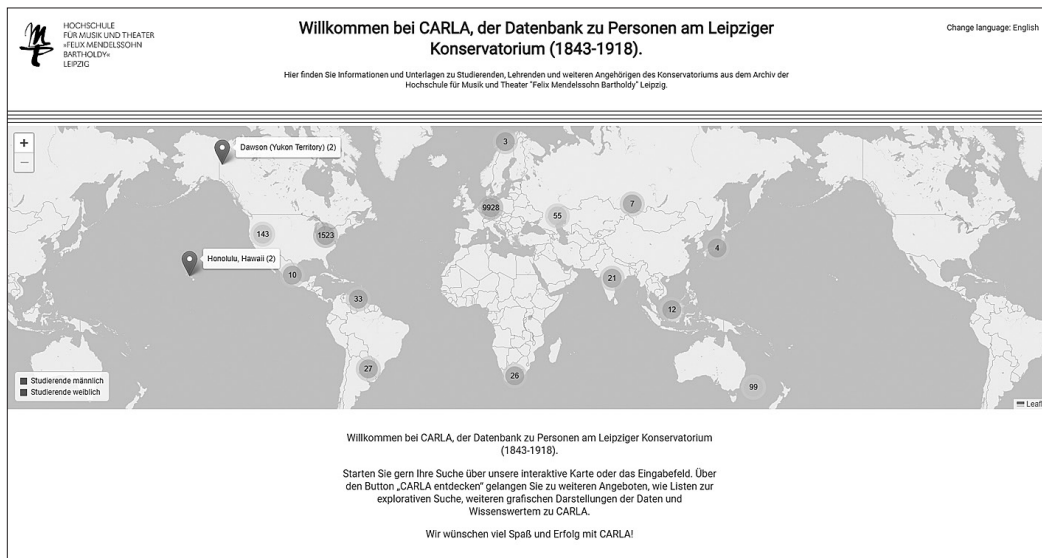 HOCHSCHULE
FÜR MUSIK UND THEATER
»FELIX MENDELSSOHN
BARTHOLDY«
LEIPZIG
Willkommen bei CARLA, der Datenbank zu Personen am Leipziger
Konservatorium (1843-1918).
Change language: English
Hier finden Sie Informationen und Unterlagen zu Studierenden, Lehrenden und weiteren Angehörigen des Konservatoriums aus dem Archiv der
Hochschule für Musik und Theater "Felix Mendelssohn Bartholdy" Leipzig.
+
−
Dawson (Yukon Territory) (2)
3
9928
55
7
143
1523
4
Honolulu, Hawaii (2)
10
21
33
12
27
26
99
Studierende männlich
Studierende weiblich
Leafl
Willkommen bei CARLA, der Datenbank zu Personen am Leipziger Konservatorium
(1843-1918).
Starten Sie gern Ihre Suche über unsere interaktive Karte oder das Eingabefeld. Über
den Button „CARLA entdecken" gelangen Sie zu weiteren Angeboten, wie Listen zur
explorativen Suche, weiteren grafischen Darstellungen der Daten und
Wissenswertem zu CARLA.
Wir wünschen viel Spaß und Erfolg mit CARLA!